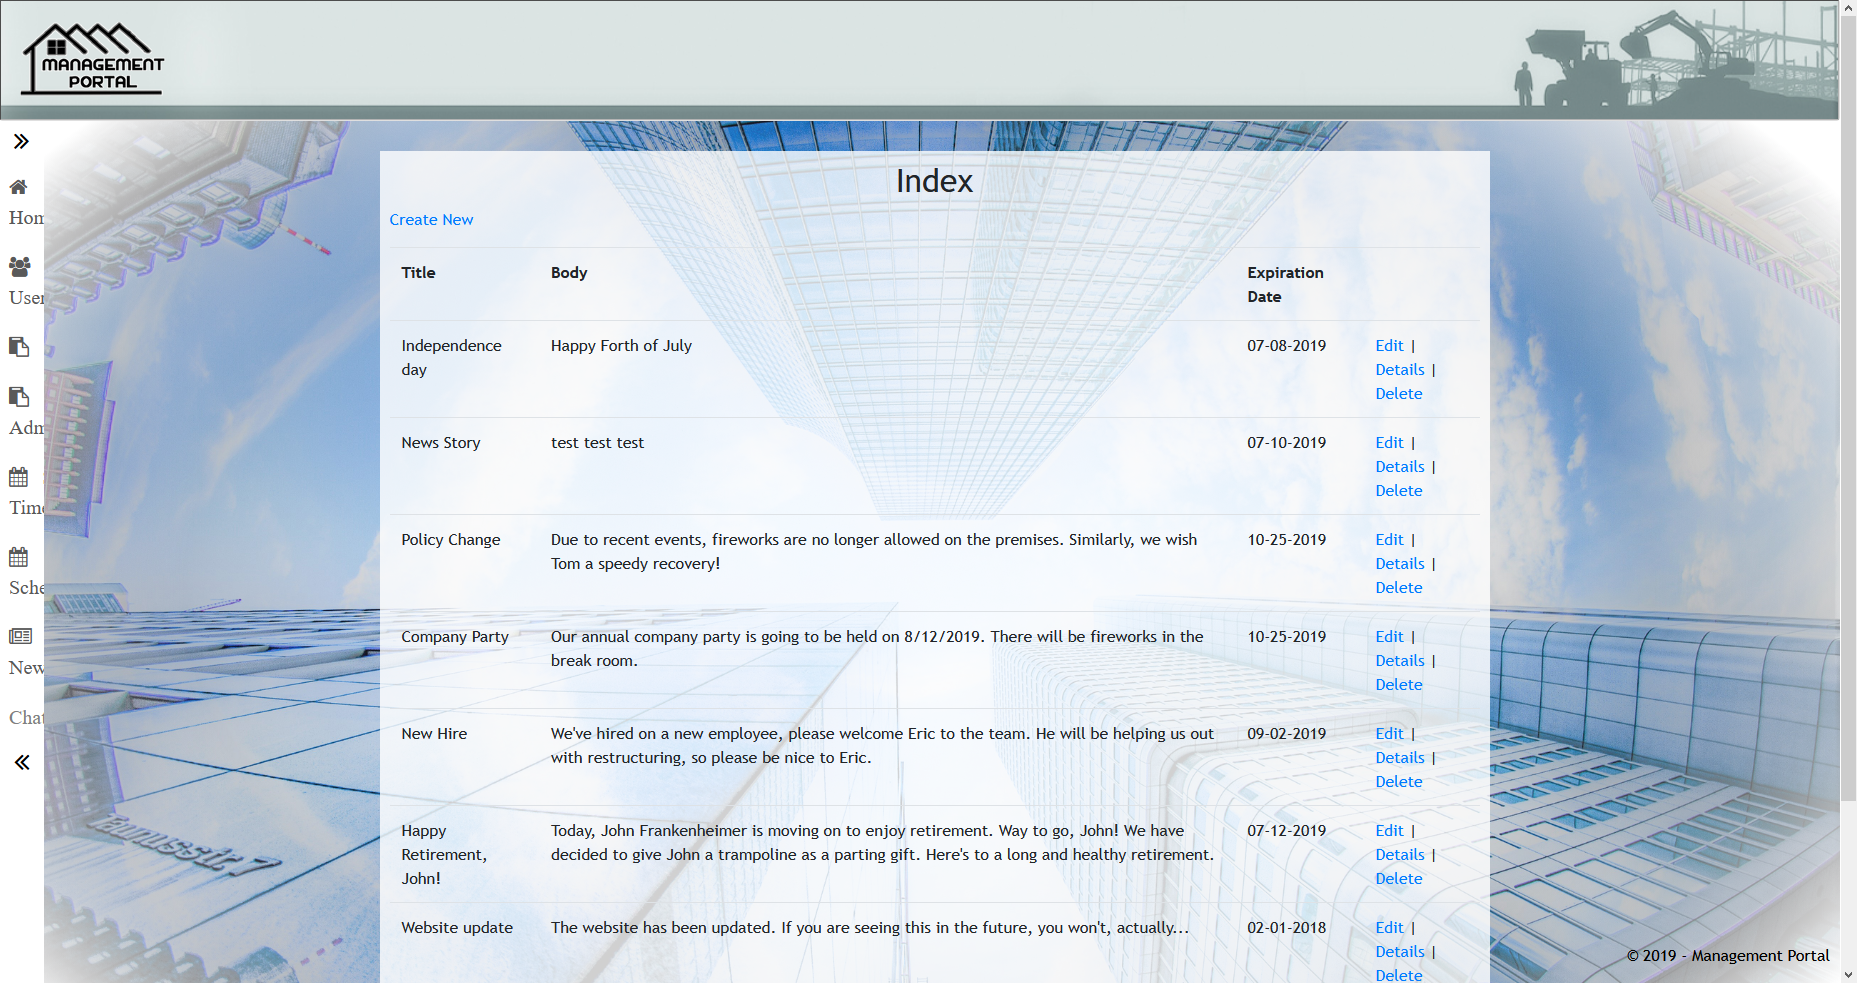 MANAGEMENT
PORTAL
Hom
User
Adm
Time
Sche
New
Chat
Index
Create New
Title Body Expiration
Date
Independence Happy Forth of July 07-08-2019 Edit |
day Details |
Delete
News Story test test test 07-10-2019 Edit |
Details |
Delete
Policy Change Due to recent events, fireworks are no longer allowed on the premises. Similarly, we wish 10-25-2019 Edit |
Tom a speedy recovery! Details |
Delete
Company Party Our annual company party is going to be held on 8/12/2019. There will be fireworks in the 10-25-2019 Edit |
break room. Details |
Delete
New Hire We've hired on a new employee, please welcome Eric to the team. He will be helping us out 09-02-2019 Edit |
with restructuring, so please be nice to Eric. Details |
Delete
Happy Today, John Frankenheimer is moving on to enjoy retirement. Way to go, John! We have 07-12-2019 Edit |
Retirement, decided to give John a trampoline as a parting gift. Here's to a long and healthy retirement. Details |
John! Delete
Website update The website has been updated. If you are seeing this in the future, you won't, actually... 02-01-2018 Edit |
Details |
Delete
Taunusstr. 7
© 2019 - Management Portal